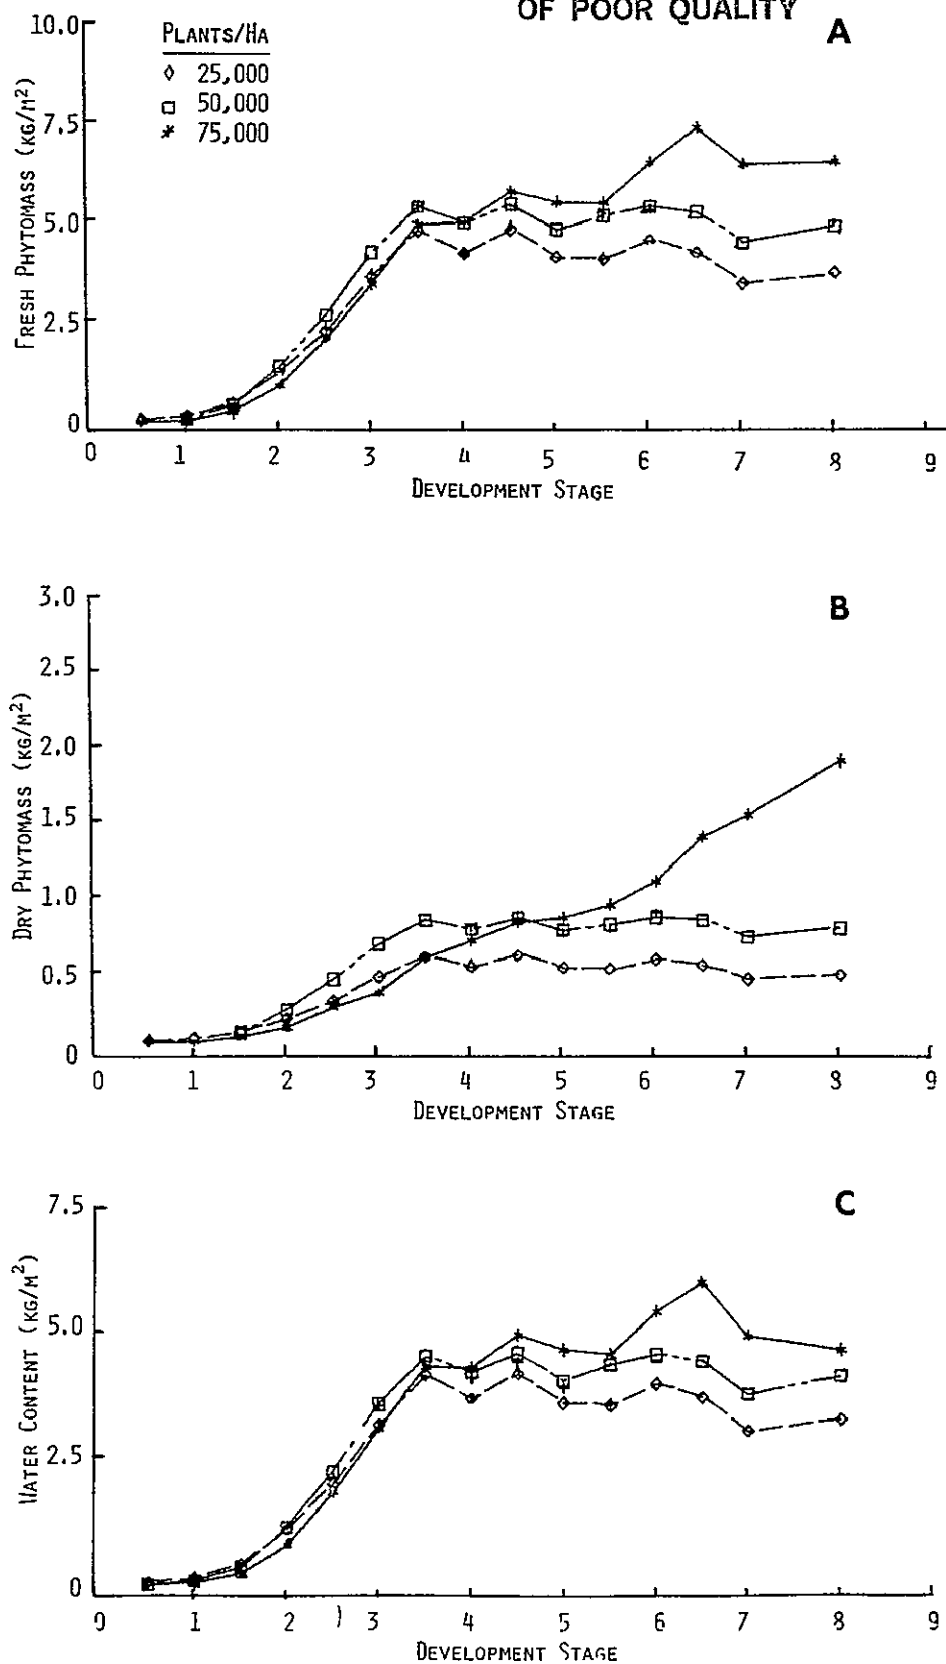 OF POOR QUALITY
A
PLANTS/HA
◇ 25,000
□ 50,000
* 75,000
FRESH PHYTOMASS (KG/M²)
10.0
7.5
5.0
2.5
0
0 1 2 3 4 5 6 7 8 9
DEVELOPMENT STAGE
B
DRY PHYTOMASS (KG/M²)
3.0
2.5
2.0
1.5
1.0
0.5
0
0 1 2 3 4 5 6 7 8 9
DEVELOPMENT STAGE
C
WATER CONTENT (KG/M²)
7.5
5.0
2.5
0
0 1 2 3 4 5 6 7 8 9
DEVELOPMENT STAGE